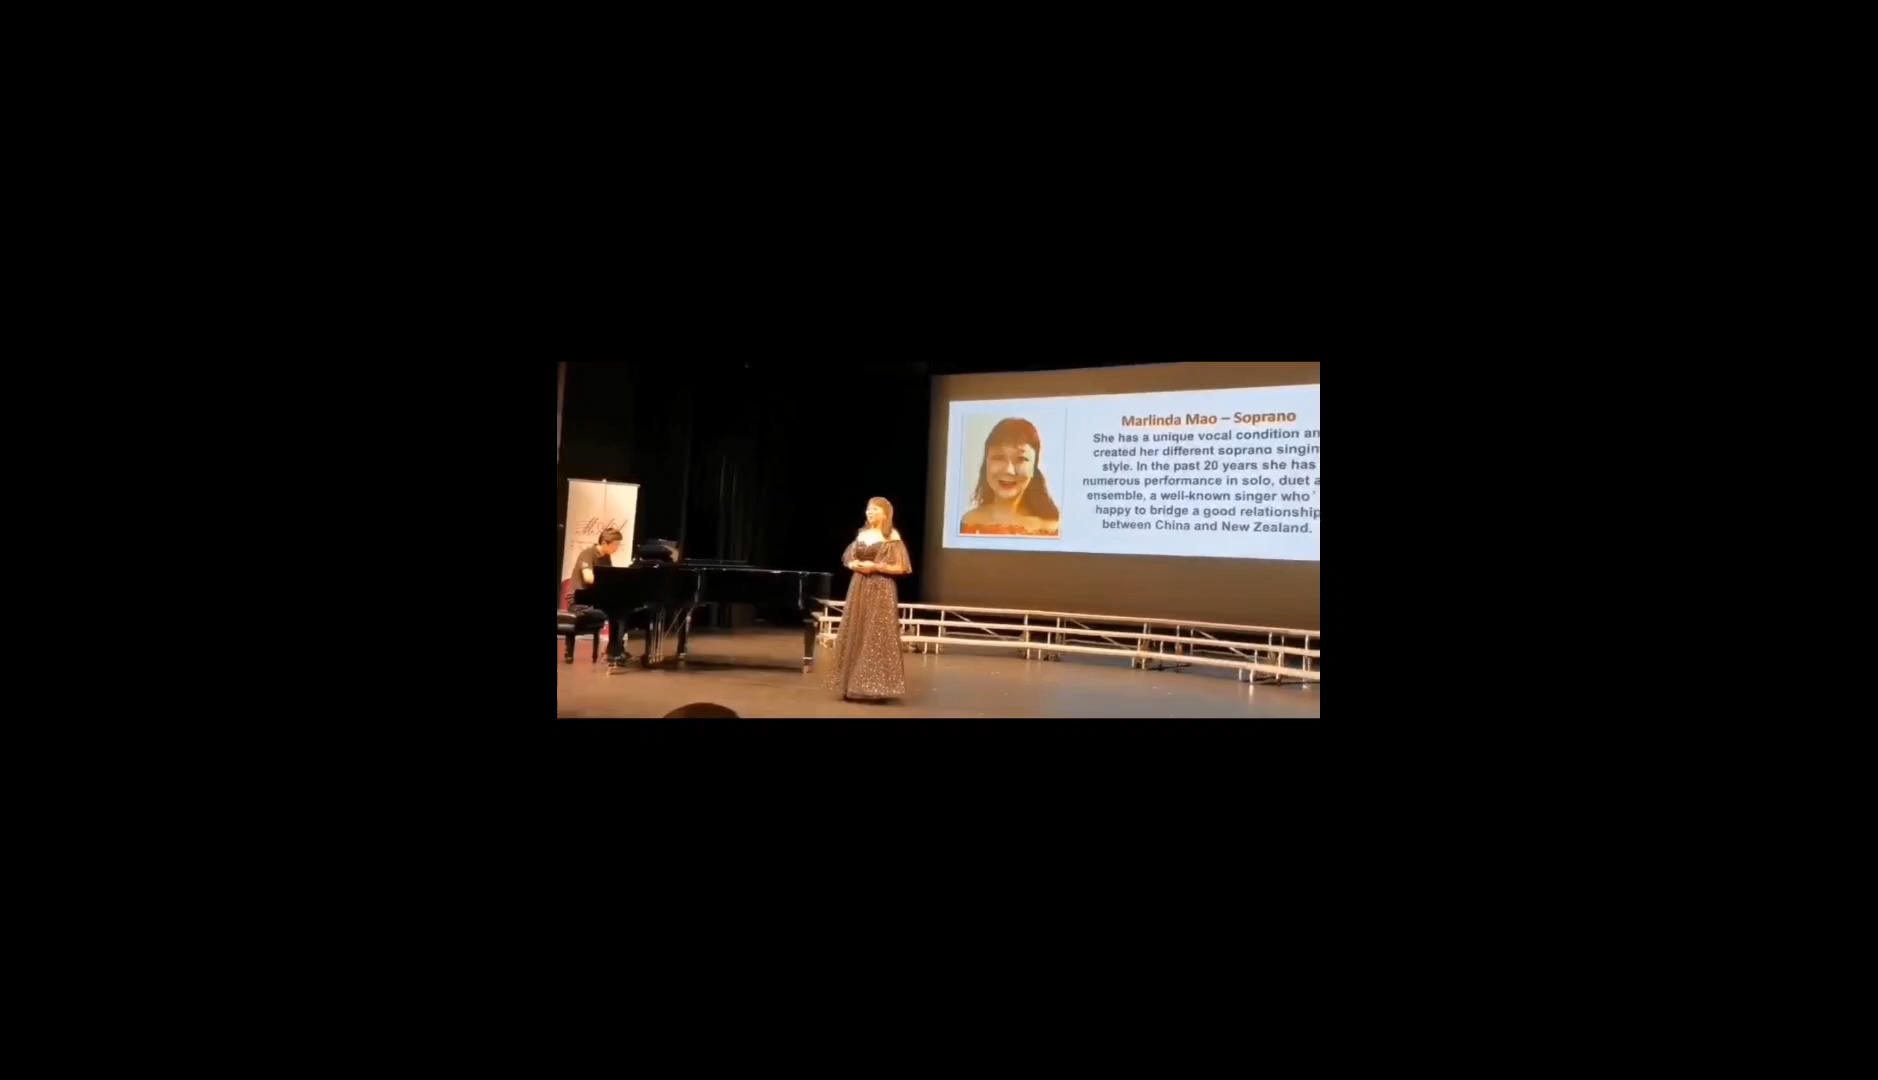 Marlinda Mao – Soprano
She has a unique vocal condition an
created her different soprano singin
style. In the past 20 years she has
numerous performance in solo, duet a
ensemble, a well-known singer who'
happy to bridge a good relationship
between China and New Zealand.